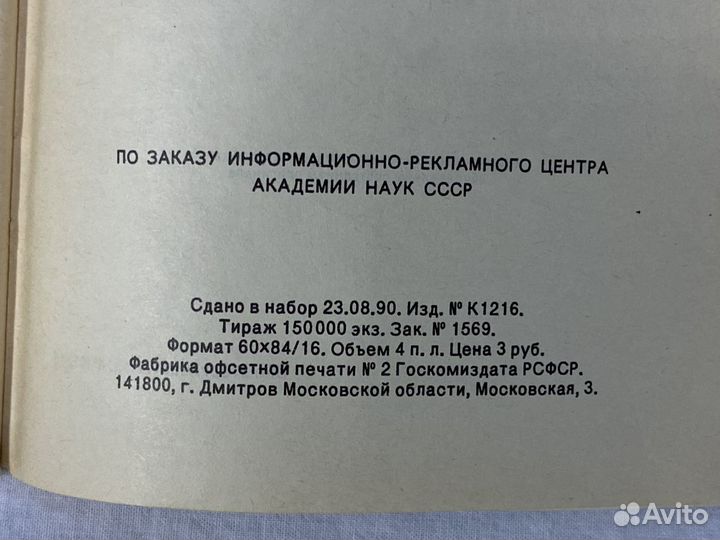 ПО ЗАКАЗУ ИНФОРМАЦИОННО-РЕКЛАМНОГО ЦЕНТРА
АКАДЕМИИ НАУК СССР
Сдано в набор 23.08.90. Изд. № К1216.
Тираж 150000 экз. Зак. № 1569.
Формат 60×84/16. Объем 4 п. л. Цена 3 руб.
Фабрика офсетной печати № 2 Госкомиздата РСФСР.
141800, г. Дмитров Московской области, Московская, 3.
Avito